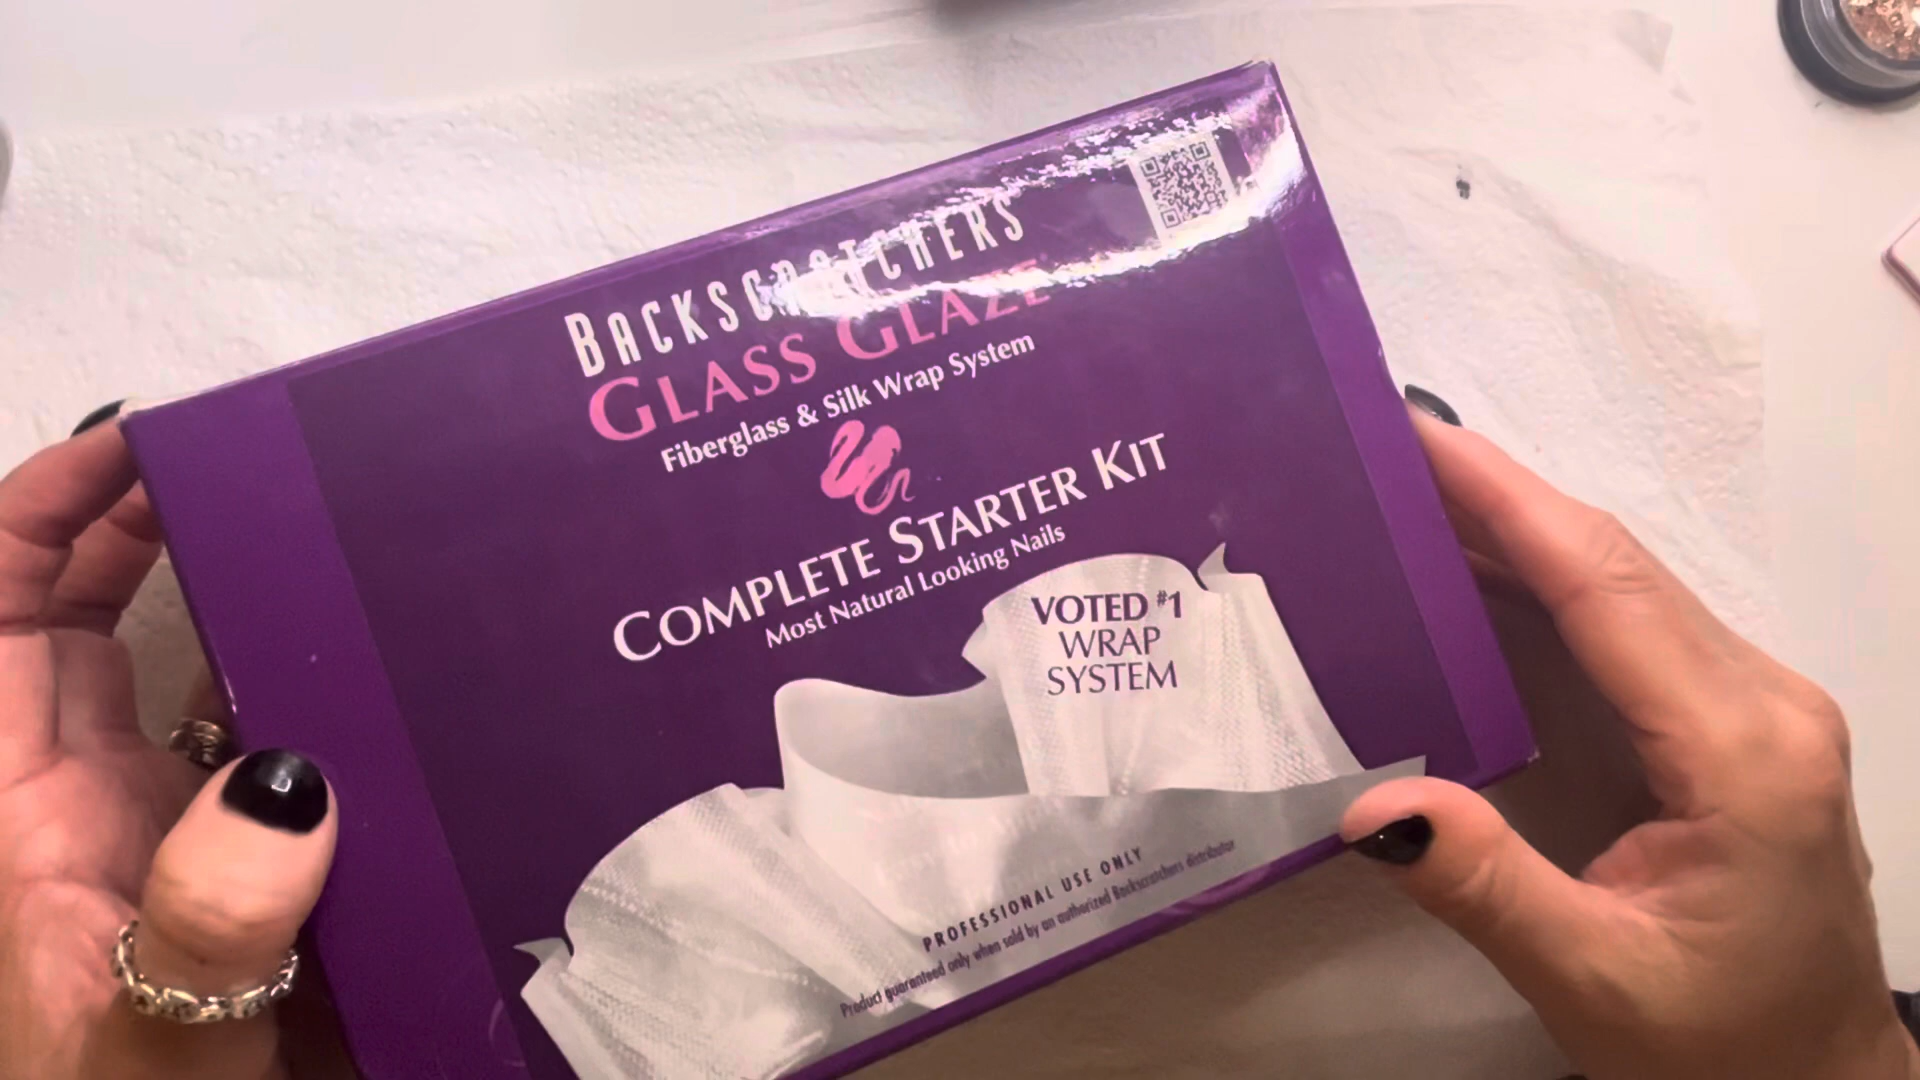 BACKSCRATCHERS
GLASS GLAZE
Fiberglass & Silk Wrap System
COMPLETE STARTER KIT
Most Natural Looking Nails
VOTED #1
WRAP
SYSTEM
PROFESSIONAL USE ONLY
Product guaranteed only when sold by an authorized Backscratchers distributor